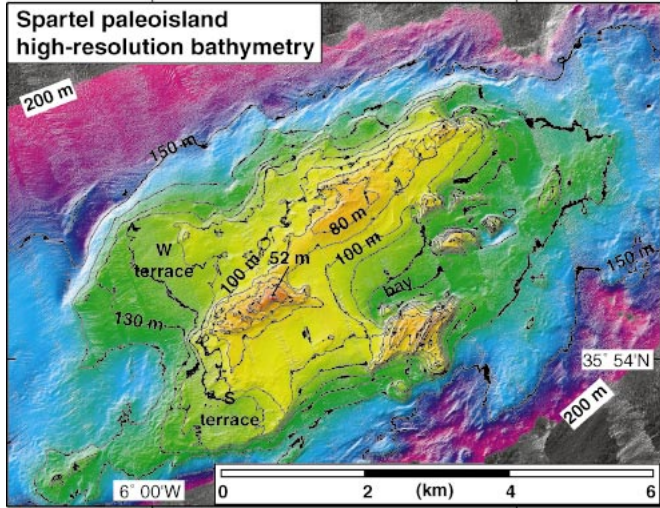 Spartel paleoisland
high-resolution bathymetry
200 m
150 m
80 m
W
terrace
100 m
52 m
100 m
bay
150 m
130 m
35° 54'N
S
terrace
200 m
6° 00'W
0 2 (km) 4 6